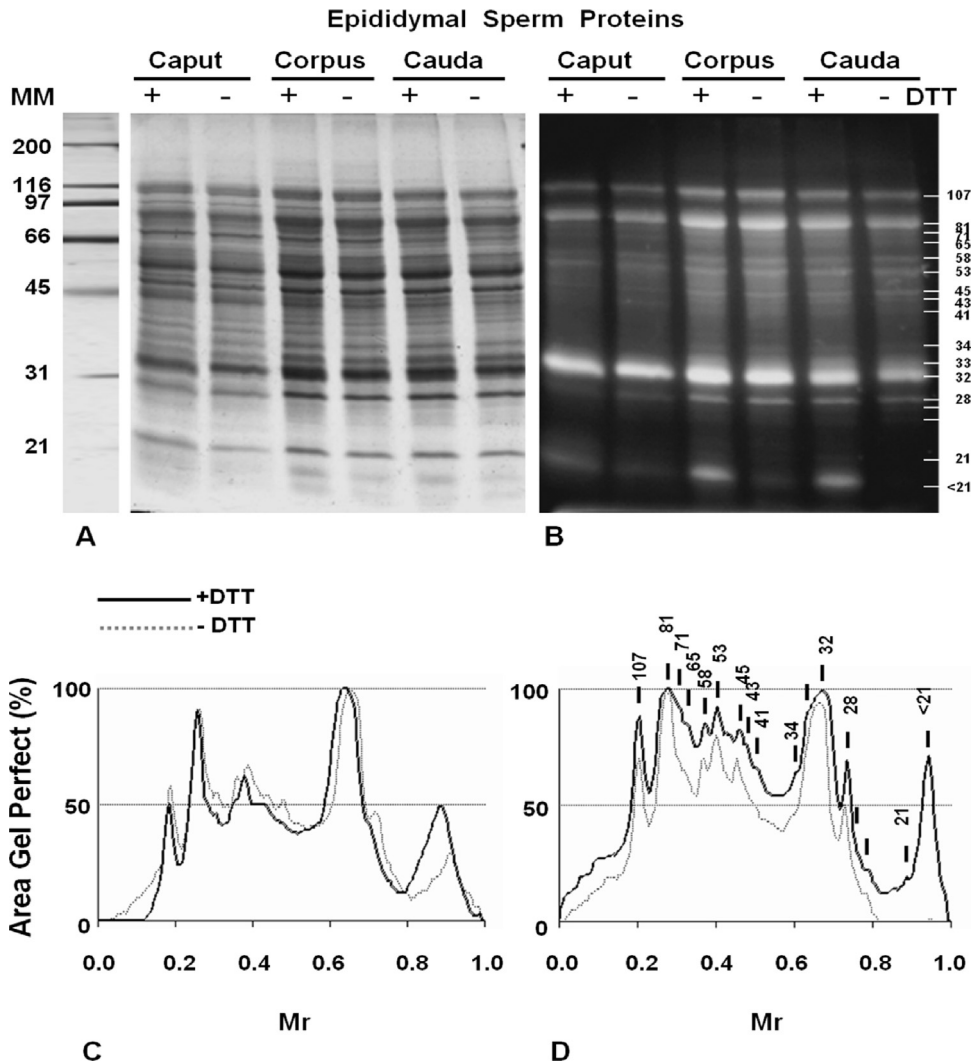 Epididymal Sperm Proteins
Caput Corpus Cauda Caput Corpus Cauda
MM + - + - + - + - + - + - DTT
200
116
97
66
45
31
21
107
81
71
65
58
53
45
43
41
34
33
32
28
21
<21
A B
+DTT
- DTT
Area Gel Perfect (%)
100
50
0
0.0 0.2 0.4 0.6 0.8 1.0
Mr
C
107 81 71 65 58 53 45 43 41 34 32 28 21 <21
100
50
0
0.0 0.2 0.4 0.6 0.8 1.0
Mr
D